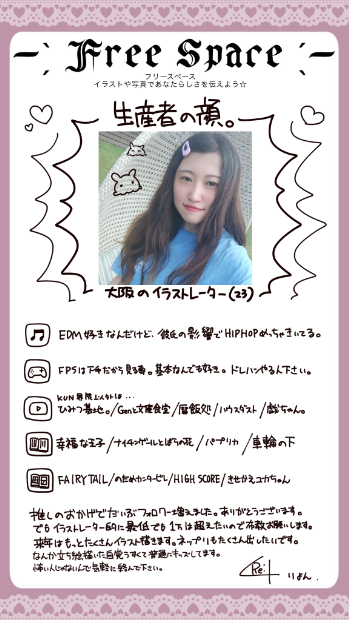 Free Space
フリースペース
イラストや写真であなたらしさを伝えよう☆
生産者の顔。
大阪のイラストレーター(23)
EDM好きなんだけど、彼氏の影響でHIPHOPめっちゃきいてる。
FPSは下手だから見る専。基本なんでも好き。ドレハンやる人下さい。
KUN
以外は...
ひみつ基地。/Genと文建食堂/暦飯処/ハウスダスト/戯ちゃん。
幸福な王子/ナイチンゲールとばらの花/パプリカ/車輪の下
FAIRY TAIL/のだめカンタービレ/HIGH SCORE/きせかえユカちゃん
推しのおかげでだいぶフォロワー増えました。ありがとうございます。
でもイラストレーター的に最低でも1万は超えたいので布教お願いします。
来年はもっとたくさんイラスト描きます。ネップリもたくさん出したいです。
なんか立ち絵描いた自覚うすくて普通にキッズしてます。
怖い人じゃないんで気軽に絡んで下さい。
りょん.